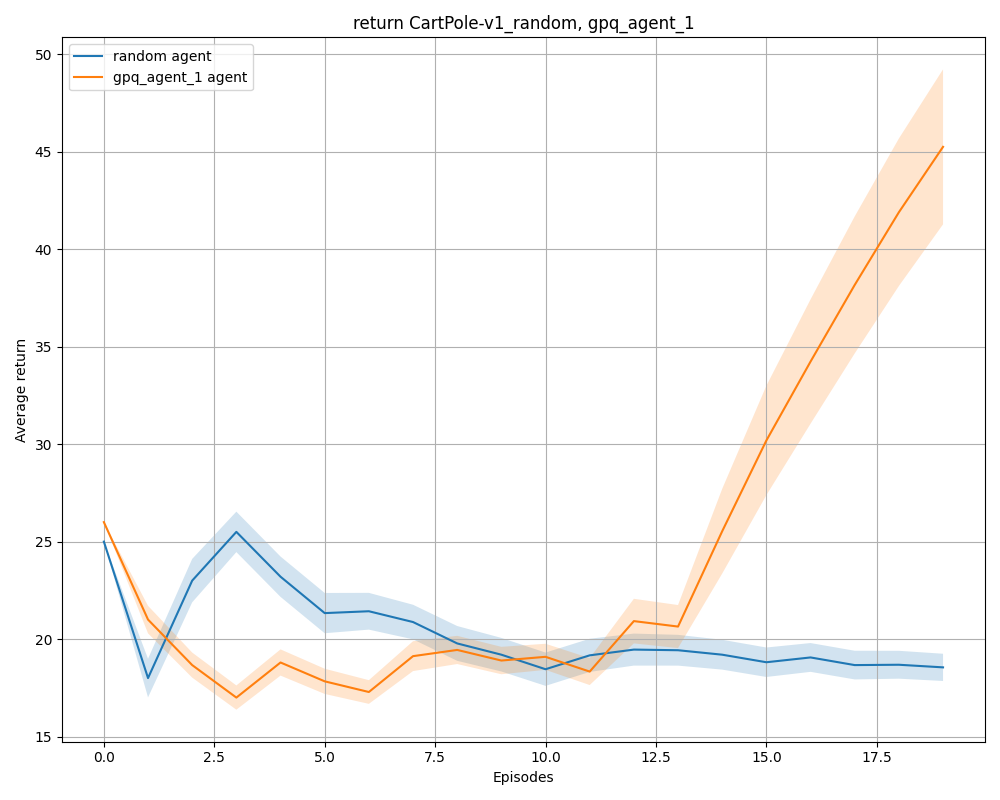 return CartPole-v1_random, gpq_agent_1
random agent
gpq_agent_1 agent
50
45
40
35
30
25
20
15
Average return
0.0 2.5 5.0 7.5 10.0 12.5 15.0 17.5
Episodes